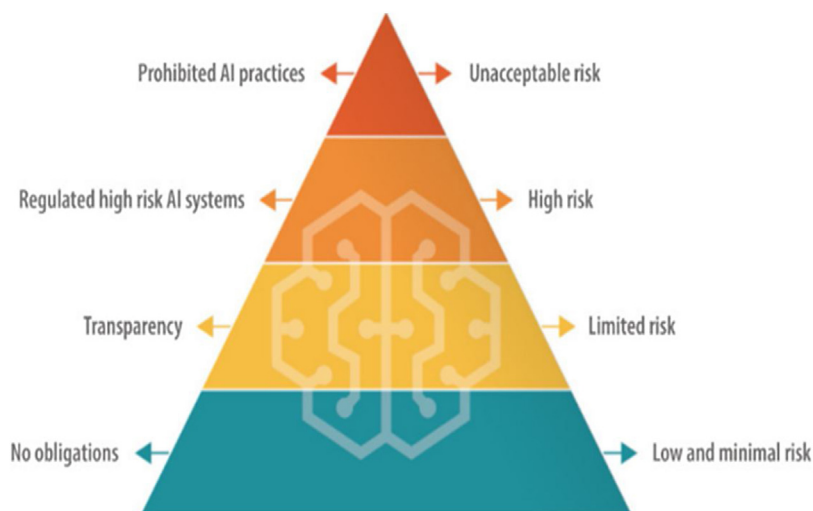 Prohibited AI practices
Unacceptable risk
Regulated high risk AI systems
High risk
Transparency
Limited risk
No obligations
Low and minimal risk